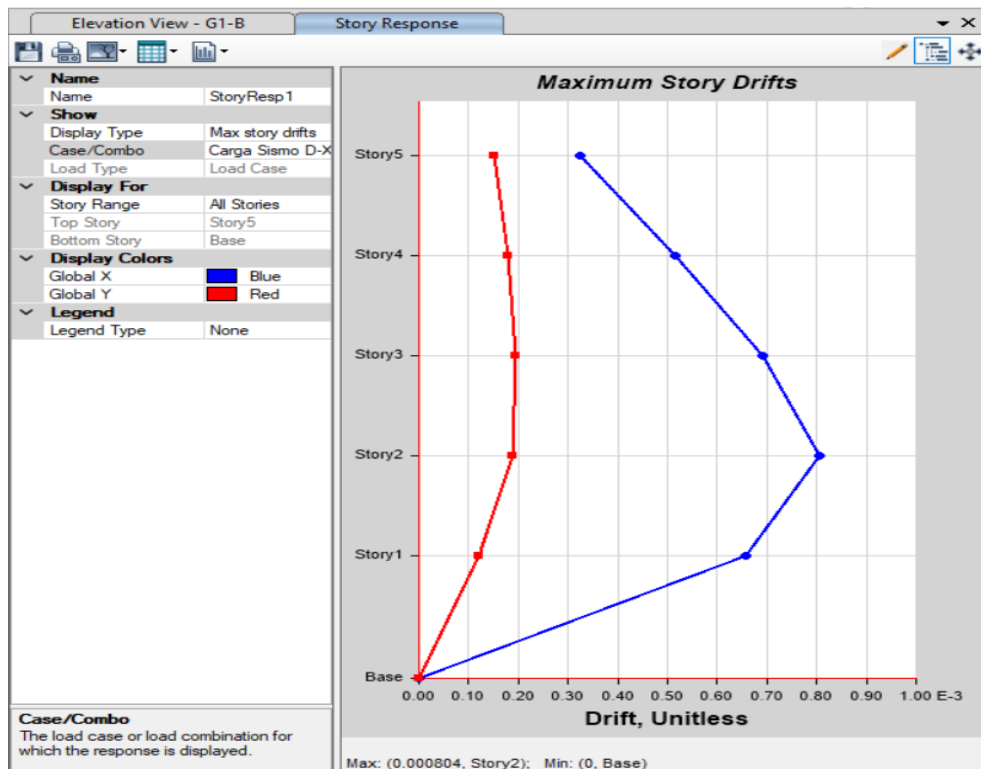 Elevation View - G1-B
Story Response
Name
Name StoryResp1
Show
Display Type Max story drifts
Case/Combo Carga Sismo D-X
Load Type Load Case
Display For
Story Range All Stories
Top Story Story5
Bottom Story Base
Display Colors
Global X Blue
Global Y Red
Legend
Legend Type None
Case/Combo
The load case or load combination for
which the response is displayed.
Maximum Story Drifts
Story5
Story4
Story3
Story2
Story1
Base
0.00 0.10 0.20 0.30 0.40 0.50 0.60 0.70 0.80 0.90 1.00 E-3
Drift, Unitless
Max: (0.000804, Story2); Min: (0, Base)